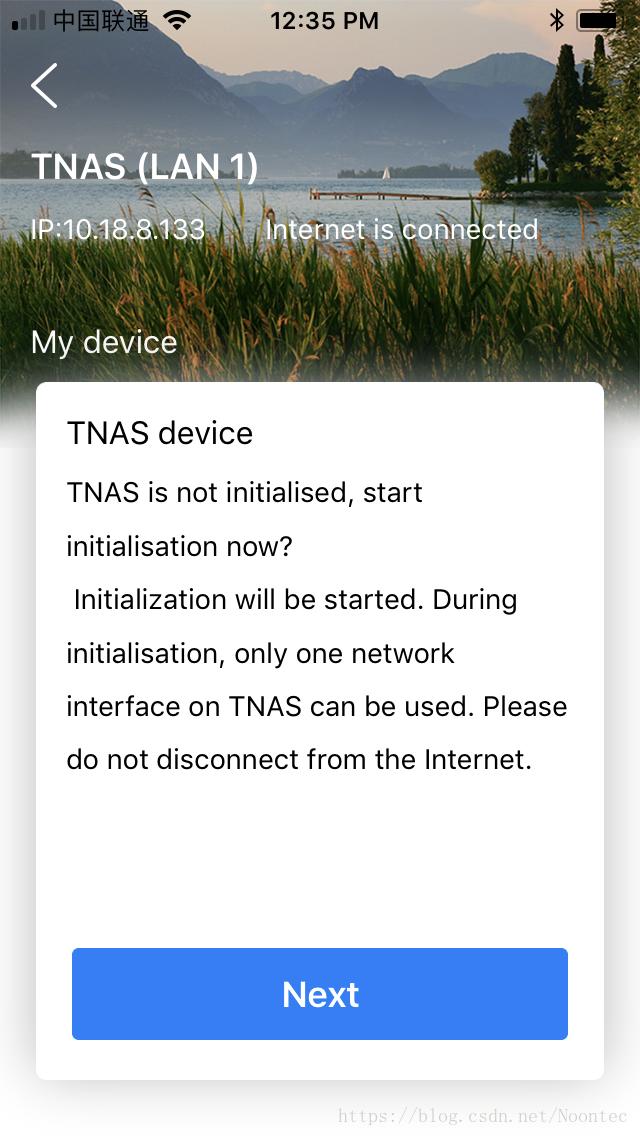 中国联通 12:35 PM
TNAS (LAN 1)
IP:10.18.8.133 Internet is connected
My device
TNAS device
TNAS is not initialised, start
initialisation now?
Initialization will be started. During
initialisation, only one network
interface on TNAS can be used. Please
do not disconnect from the Internet.
Next
https://blog.csdn.net/Noontec